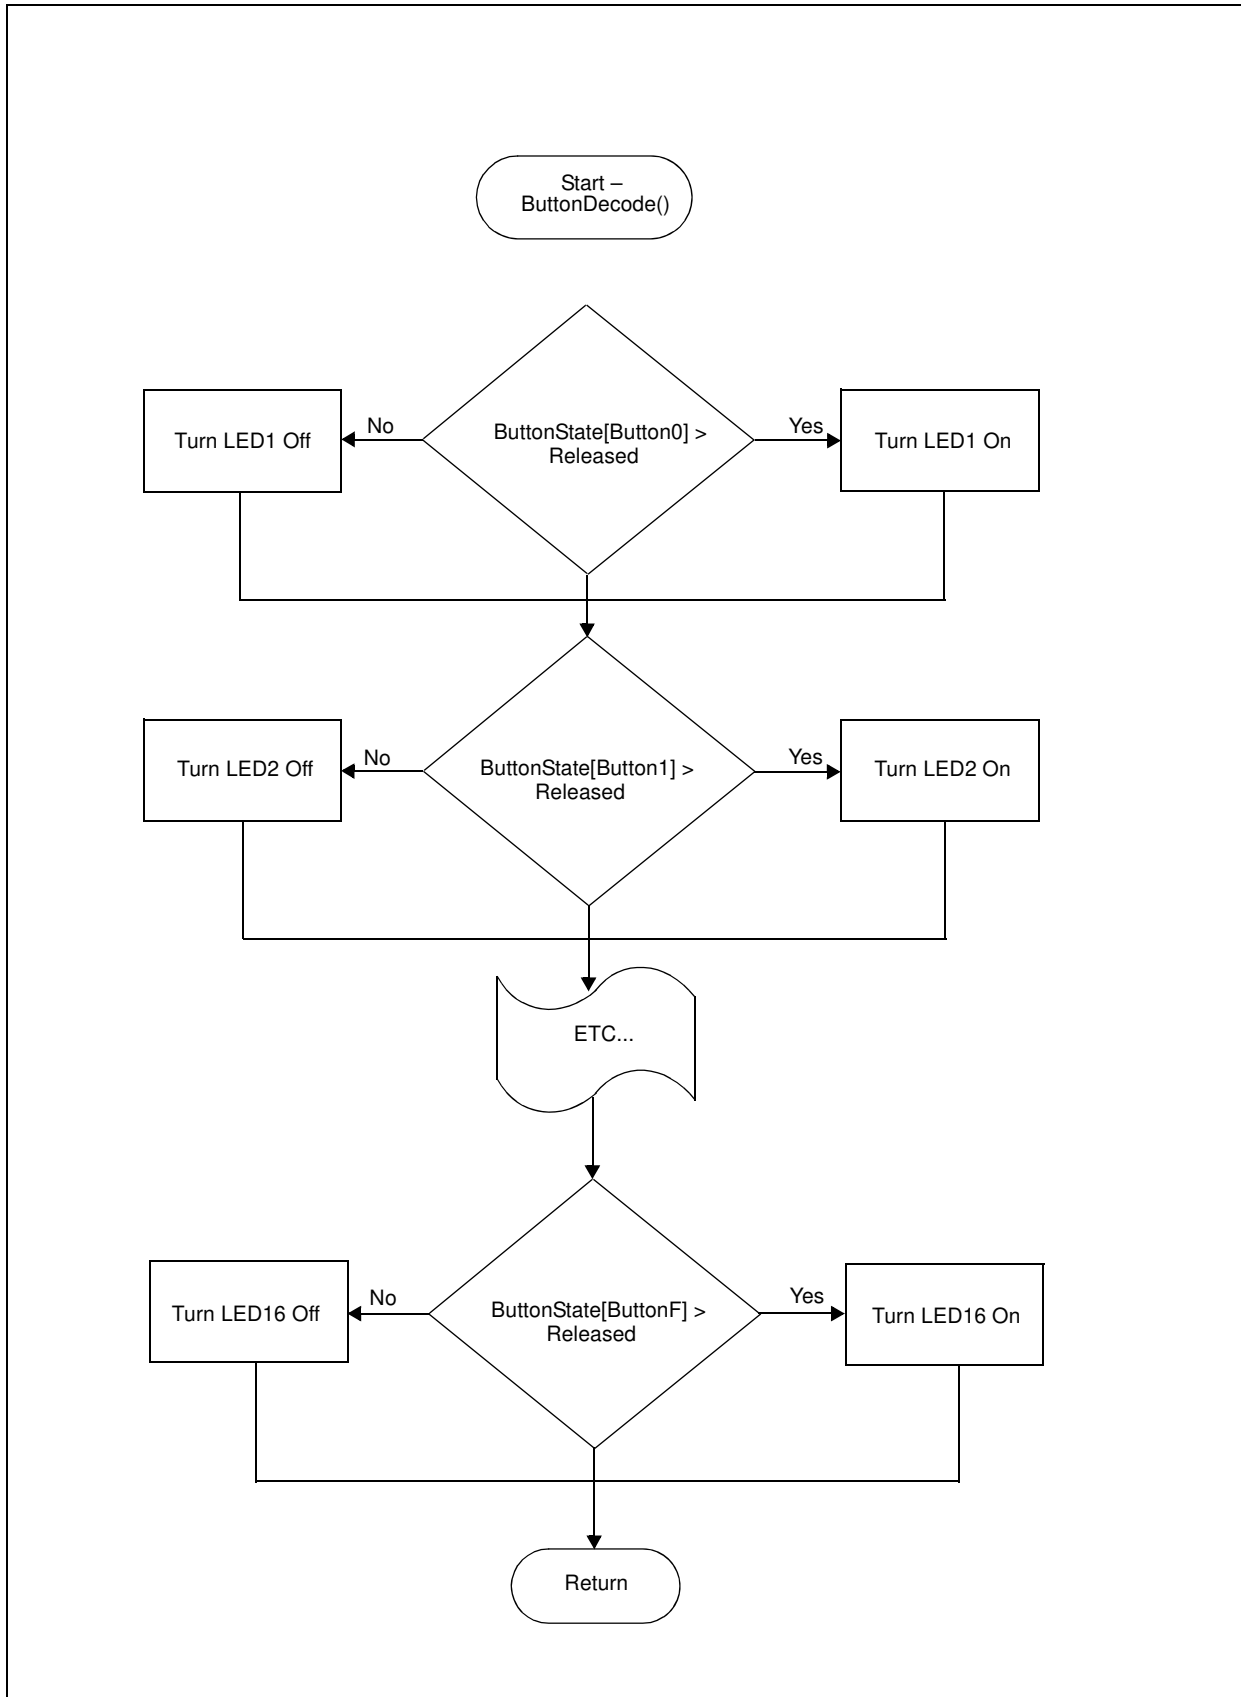 Start –
ButtonDecode()
No
ButtonState[Button0] >
Released
Yes
Turn LED1 Off
Turn LED1 On
No
ButtonState[Button1] >
Released
Yes
Turn LED2 Off
Turn LED2 On
ETC...
No
ButtonState[ButtonF] >
Released
Yes
Turn LED16 Off
Turn LED16 On
Return